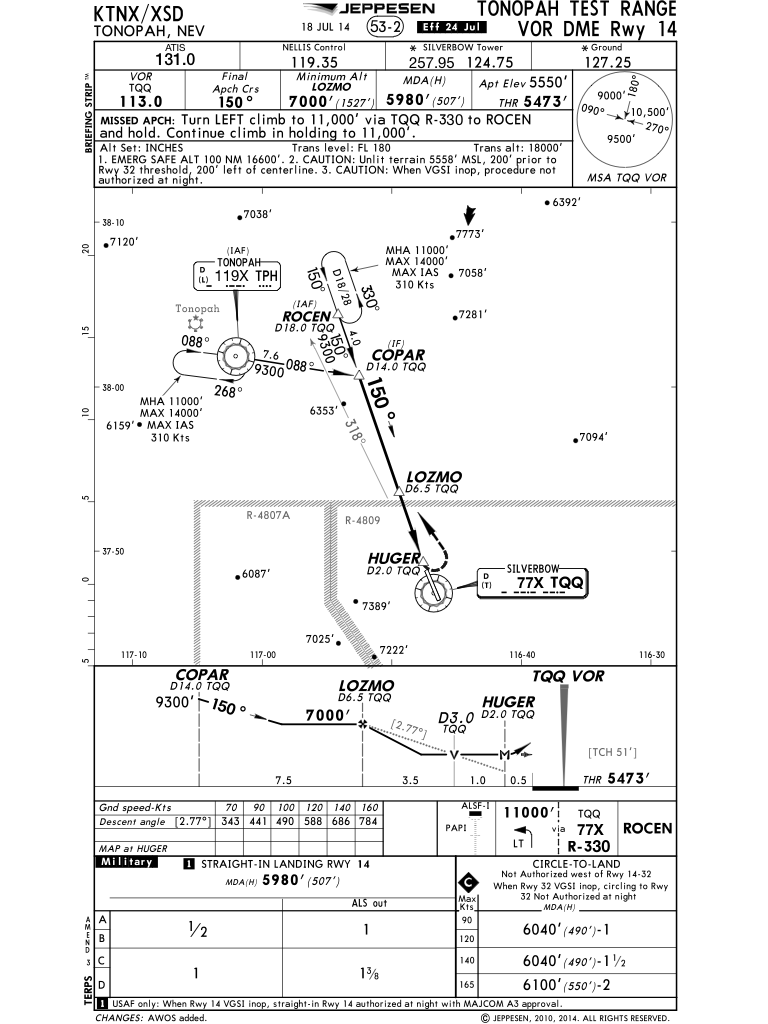 KTNX/XSD
TONOPAH, NEV
JEPPESEN
18 JUL 14 53-2 Eff 24 Jul
TONOPAH TEST RANGE
VOR DME Rwy 14
ATIS
131.0
NELLIS Control
119.35
* SILVERBOW Tower
257.95 124.75
* Ground
127.25
BRIEFING STRIP™
VOR
TQQ
113.0
Final
Apch Crs
150°
Minimum Alt
LOZMO
7000' (1527')
MDA(H)
5980' (507')
Apt Elev 5550'
THR 5473'
MISSED APCH: Turn LEFT climb to 11,000' via TQQ R-330 to ROCEN
and hold. Continue climb in holding to 11,000'.
Alt Set: INCHES Trans level: FL 180 Trans alt: 18000'
1. EMERG SAFE ALT 100 NM 16600'. 2. CAUTION: Unlit terrain 5558' MSL, 200' prior to
Rwy 32 threshold, 200' left of centerline. 3. CAUTION: When VGSI inop, procedure not
authorized at night.
9000'
180°
090°
10,500'
270°
9500'
MSA TQQ VOR
38-10
7038'
6392'
7120'
7773'
20
(IAF)
TONOPAH
D
(L)
119X TPH
MHA 11000'
MAX 14000'
MAX IAS
310 Kts
7058'
D18/28
150°
330°
Tonopah
(IAF)
ROCEN
D18.0 TQQ
7281'
15
088°
268°
7.6
9300
088°
4.0
150°
9300
(IF)
COPAR
D14.0 TQQ
38-00
MHA 11000'
MAX 14000'
MAX IAS
310 Kts
150°
10
6159'
6353'
318°
7094'
LOZMO
D6.5 TQQ
5
R-4807A
R-4809
37-50
HUGER
D2.0 TQQ
SILVERBOW
D
(T)
77X TQQ
6087'
0
7389'
7025'
7222'
5
117-10
117-00
116-40
116-30
COPAR
D14.0 TQQ
9300'
150°
7000'
LOZMO
D6.5 TQQ
[2.77°]
D3.0
TQQ
HUGER
D2.0 TQQ
TQQ VOR
V
M
[TCH 51']
7.5
3.5
1.0
0.5
THR 5473'
Gnd speed-Kts 70 90 100 120 140 160
Descent angle [2.77°] 343 441 490 588 686 784
MAP at HUGER
ALSF-I
PAPI
11000'
LT
via
TQQ
77X
R-330
ROCEN
Military
1 STRAIGHT-IN LANDING RWY 14
MDA(H) 5980' (507')
ALS out
C
CIRCLE-TO-LAND
Not Authorized west of Rwy 14-32
When Rwy 32 VGSI inop, circling to Rwy
32 Not Authorized at night
Max
Kts
MDA(H)
A
B
1/2
1
90
120
6040' (490')-1
C
D
1
1 3/8
140
6040' (490')-1 1/2
165
6100' (550')-2
TERPS AMEND 3
1 USAF only: When Rwy 14 VGSI inop, straight-in Rwy 14 authorized at night with MAJCOM A3 approval.
CHANGES: AWOS added.
© JEPPESEN, 2010, 2014. ALL RIGHTS RESERVED.